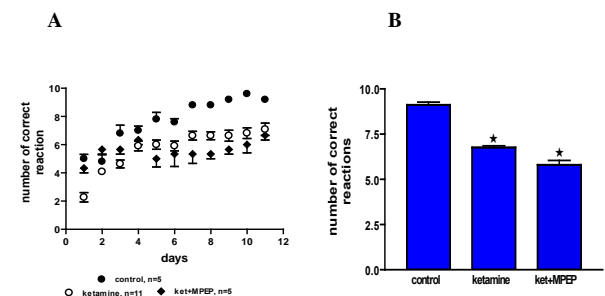 A
B
number of correct
reaction
10
8
6
4
2
0
0 2 4 6 8 10 12
days
control, n=5
ketamine, n=11 ket+MPEP, n=5
number of correct
reactions
10.0
7.5
5.0
2.5
0.0
control ketamine ket+MPEP